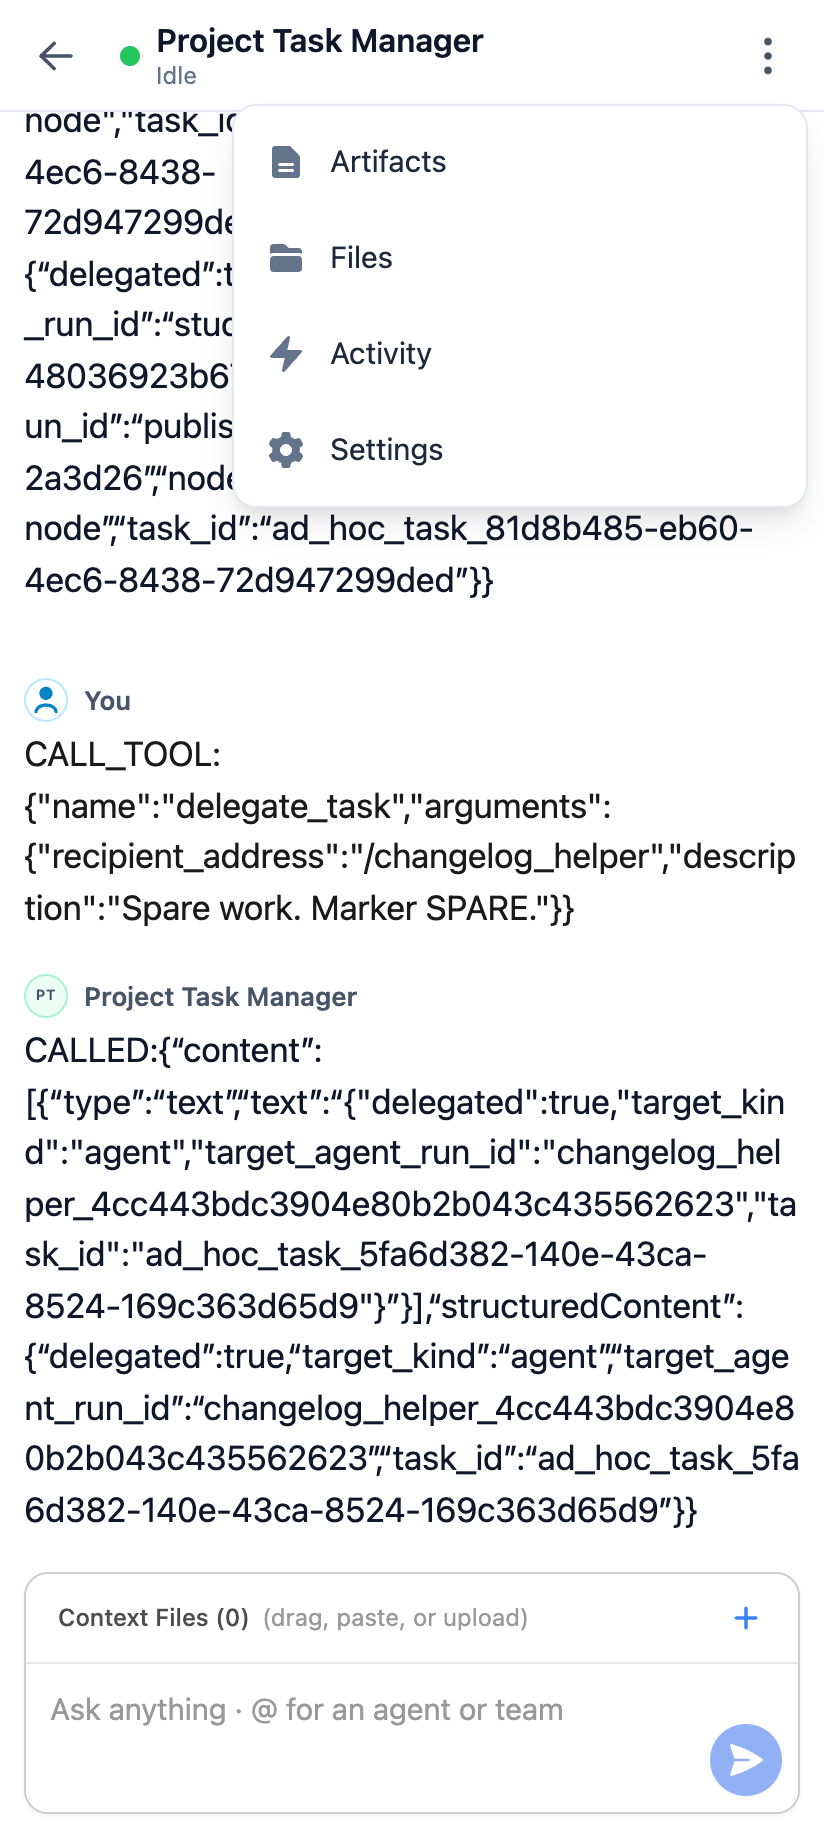 Project Task Manager
Idle
node","task_id
4ec6-8438-
72d947299de
{“delegated”:t
_run_id”:“stud
48036923b67
un_id”:“publis
2a3d26”,“node
node”,“task_id”:“ad_hoc_task_81d8b485-eb60-
4ec6-8438-72d947299ded”}}
Artifacts
Files
Activity
Settings
You
CALL_TOOL:
{"name":"delegate_task","arguments":
{"recipient_address":"/changelog_helper","descrip
tion":"Spare work. Marker SPARE."}}
PT Project Task Manager
CALLED:{“content”:
[{“type”:“text”,“text”:“{"delegated":true,"target_kin
d":"agent","target_agent_run_id":"changelog_hel
per_4cc443bdc3904e80b2b043c435562623","ta
sk_id":"ad_hoc_task_5fa6d382-140e-43ca-
8524-169c363d65d9"}”}],“structuredContent”:
{“delegated”:true,“target_kind”:“agent”,“target_age
nt_run_id”:“changelog_helper_4cc443bdc3904e8
0b2b043c435562623”,“task_id”:“ad_hoc_task_5fa
6d382-140e-43ca-8524-169c363d65d9”}}
Context Files (0) (drag, paste, or upload)
Ask anything · @ for an agent or team